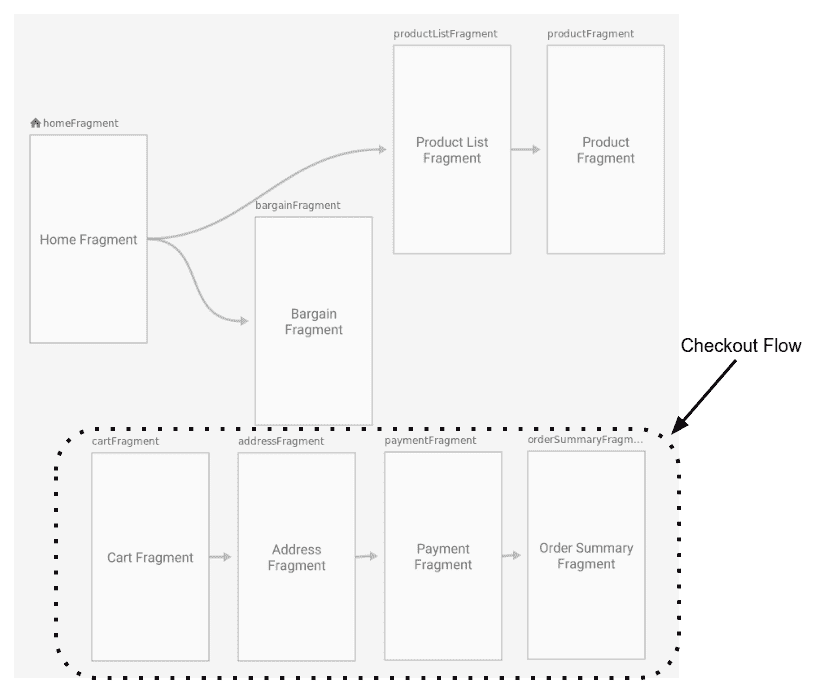 productListFragment
productFragment
Product List
Fragment
Product
Fragment
homeFragment
Home Fragment
bargainFragment
Bargain
Fragment
Checkout Flow
cartFragment
addressFragment
paymentFragment
orderSummaryFragm...
Cart Fragment
Address
Fragment
Payment
Fragment
Order Summary
Fragment